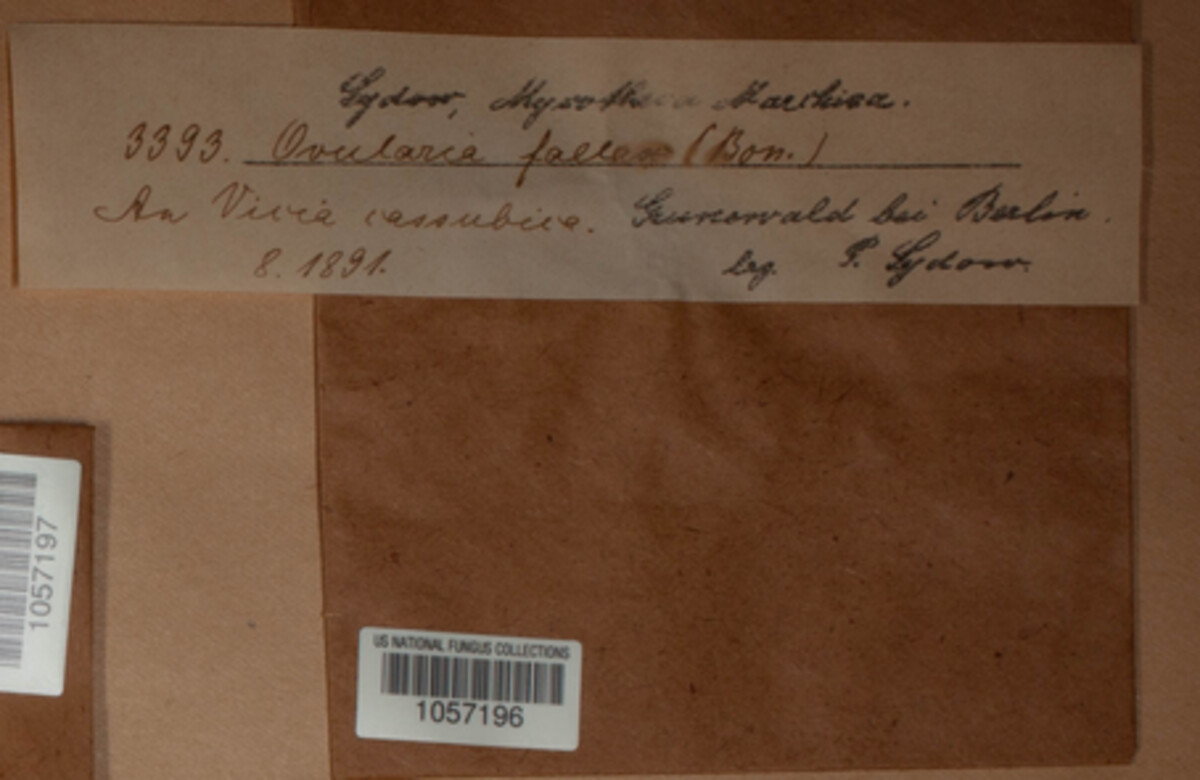 Sydow, Mycotheca Marchica.
3393. Ovularia fallax (Bon.)
An Vicia cassubica. Grunewald bei Berlin.
8. 1891. leg. P. Sydow.
1057197
US NATIONAL FUNGUS COLLECTIONS
1057196